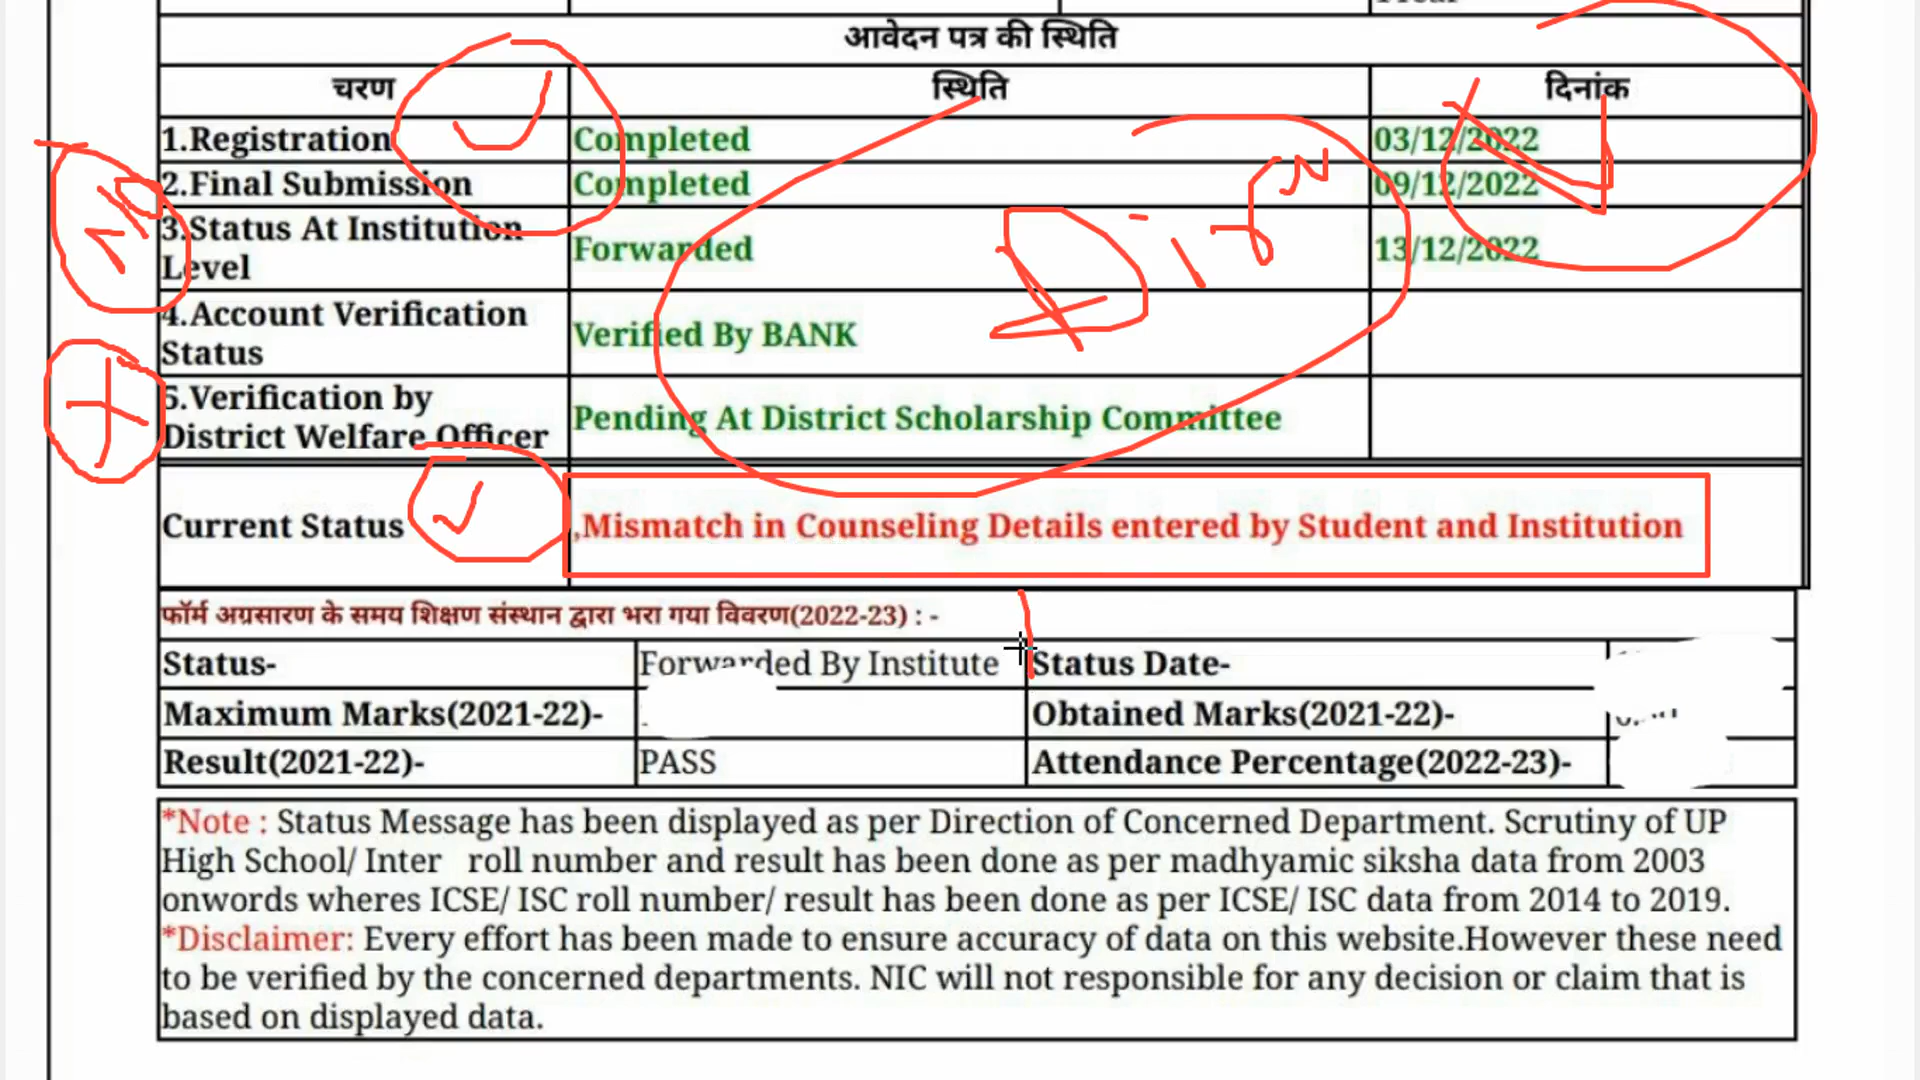 आवेदन पत्र की स्थिति
चरण स्थिति दिनांक
1.Registration Completed 03/12/2022
2.Final Submission Completed 09/12/2022
3.Status At Institution Level Forwarded 13/12/2022
4.Account Verification Status Verified By BANK
5.Verification by District Welfare Officer Pending At District Scholarship Committee
Current Status ,Mismatch in Counseling Details entered by Student and Institution
फॉर्म अग्रसारण के समय शिक्षण संस्थान द्वारा भरा गया विवरण(2022-23) : -
Status- Forwarded By Institute Status Date-
Maximum Marks(2021-22)- Obtained Marks(2021-22)-
Result(2021-22)- PASS Attendance Percentage(2022-23)-
*Note : Status Message has been displayed as per Direction of Concerned Department. Scrutiny of UP
High School/ Inter roll number and result has been done as per madhyamic siksha data from 2003
onwords wheres ICSE/ ISC roll number/ result has been done as per ICSE/ ISC data from 2014 to 2019.
*Disclaimer: Every effort has been made to ensure accuracy of data on this website.However these need
to be verified by the concerned departments. NIC will not responsible for any decision or claim that is
based on displayed data.